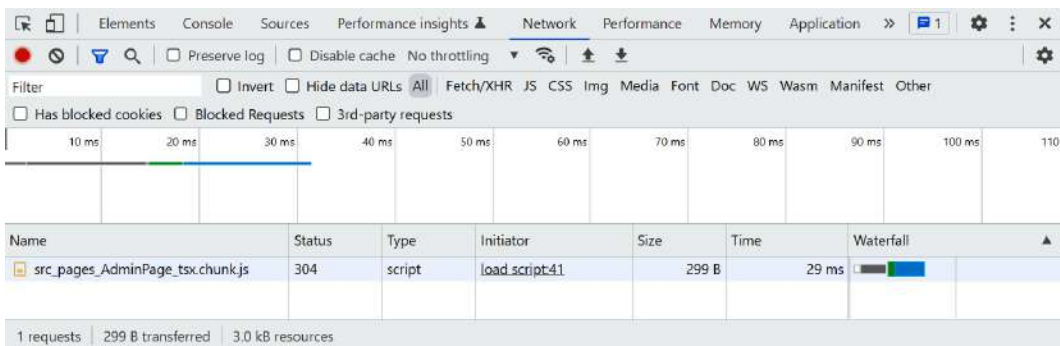 Elements Console Sources Performance insights Network Performance Memory Application » 1
Preserve log Disable cache No throttling
Filter Invert Hide data URLs All Fetch/XHR JS CSS Img Media Font Doc WS Wasm Manifest Other
Has blocked cookies Blocked Requests 3rd-party requests
10 ms 20 ms 30 ms 40 ms 50 ms 60 ms 70 ms 80 ms 90 ms 100 ms 110
Name Status Type Initiator Size Time Waterfall
src_pages_AdminPage_tsx.chunk.js 304 script load script:41 299 B 29 ms
1 requests 299 B transferred 3.0 kB resources